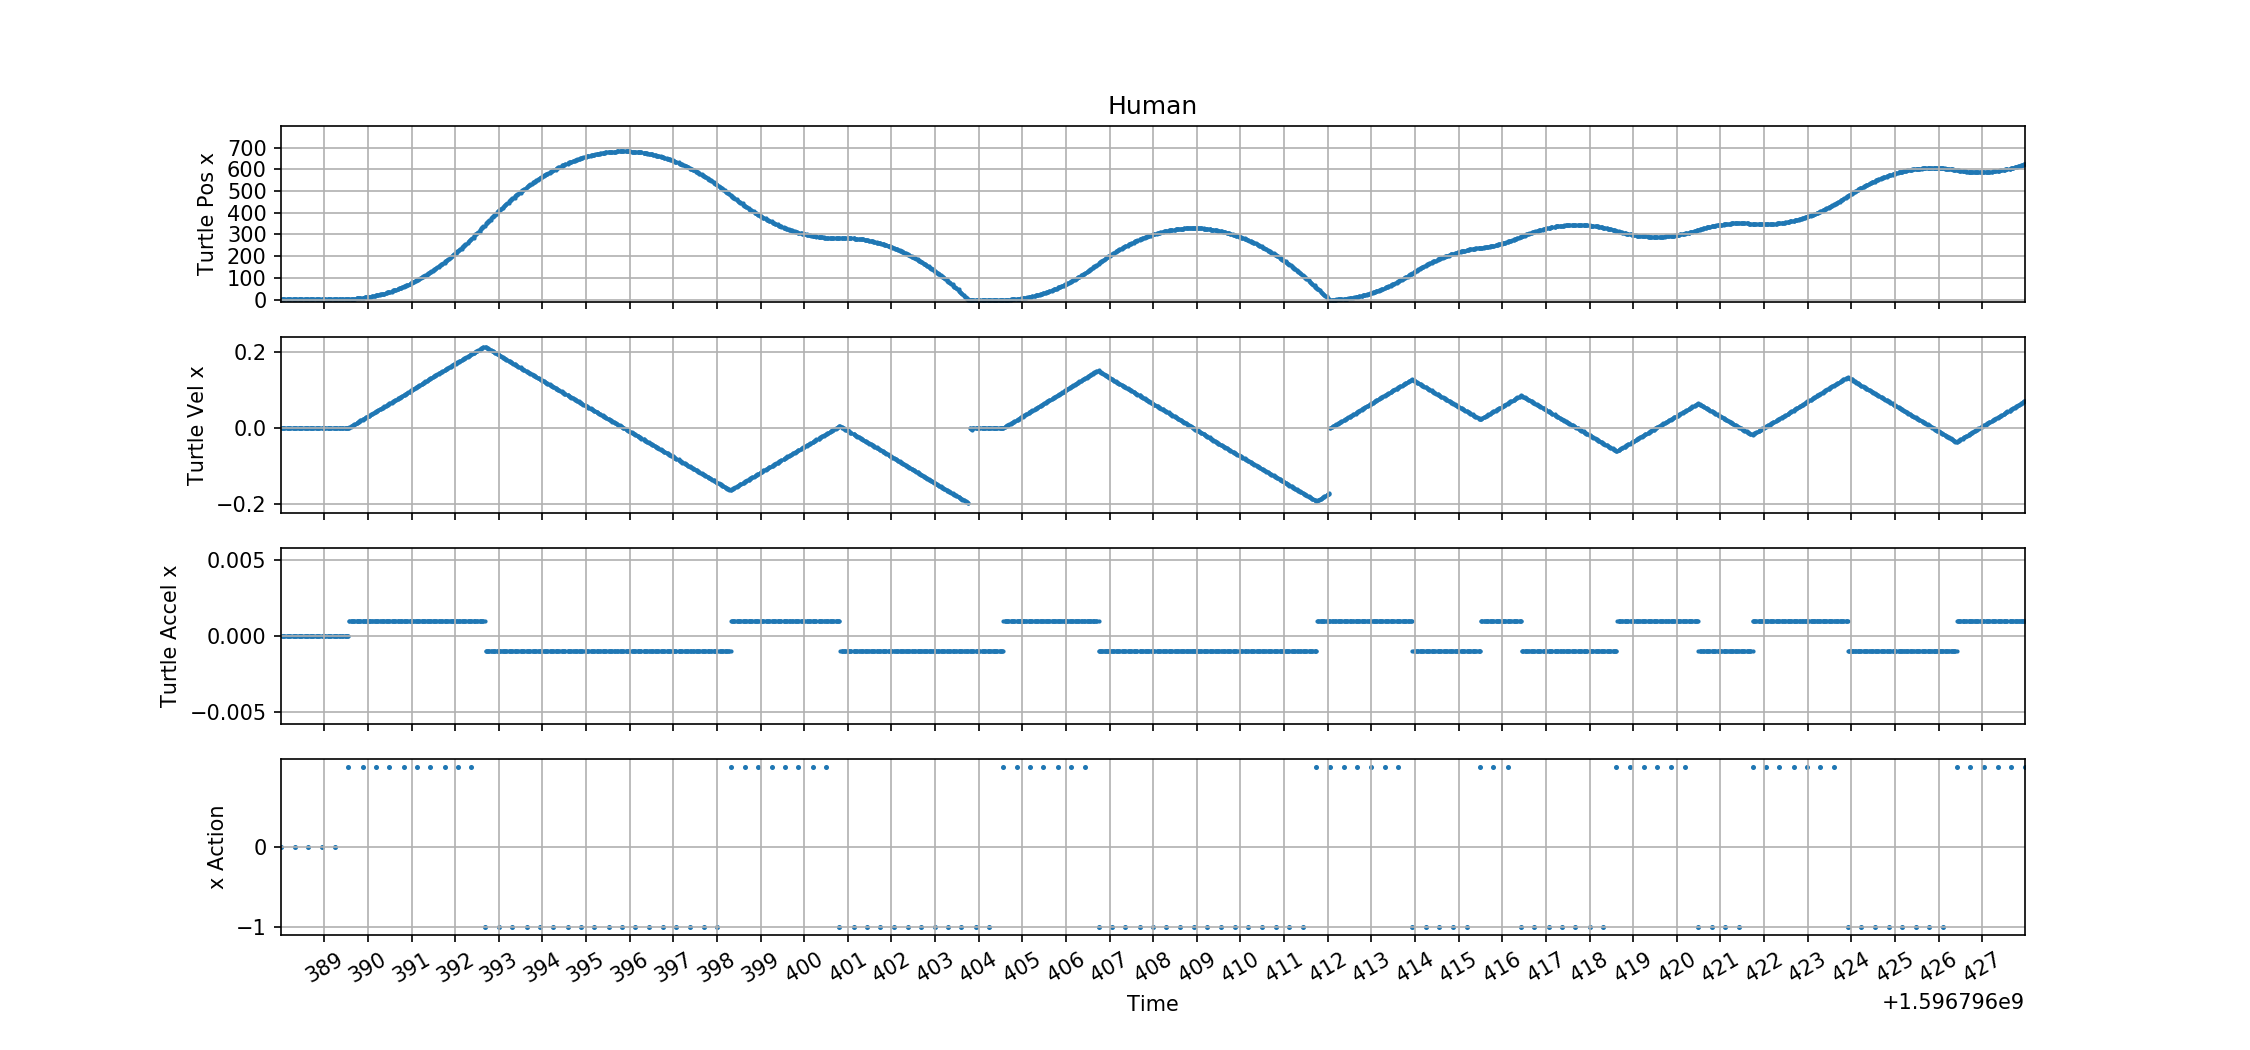 Human
Turtle Pos x
700
600
500
400
300
200
100
0
Turtle Vel x
0.2
0.0
−0.2
Turtle Accel x
0.005
0.000
−0.005
x Action
0
−1
389 390 391 392 393 394 395 396 397 398 399 400 401 402 403 404 405 406 407 408 409 410 411 412 413 414 415 416 417 418 419 420 421 422 423 424 425 426 427
Time
+1.596796e9